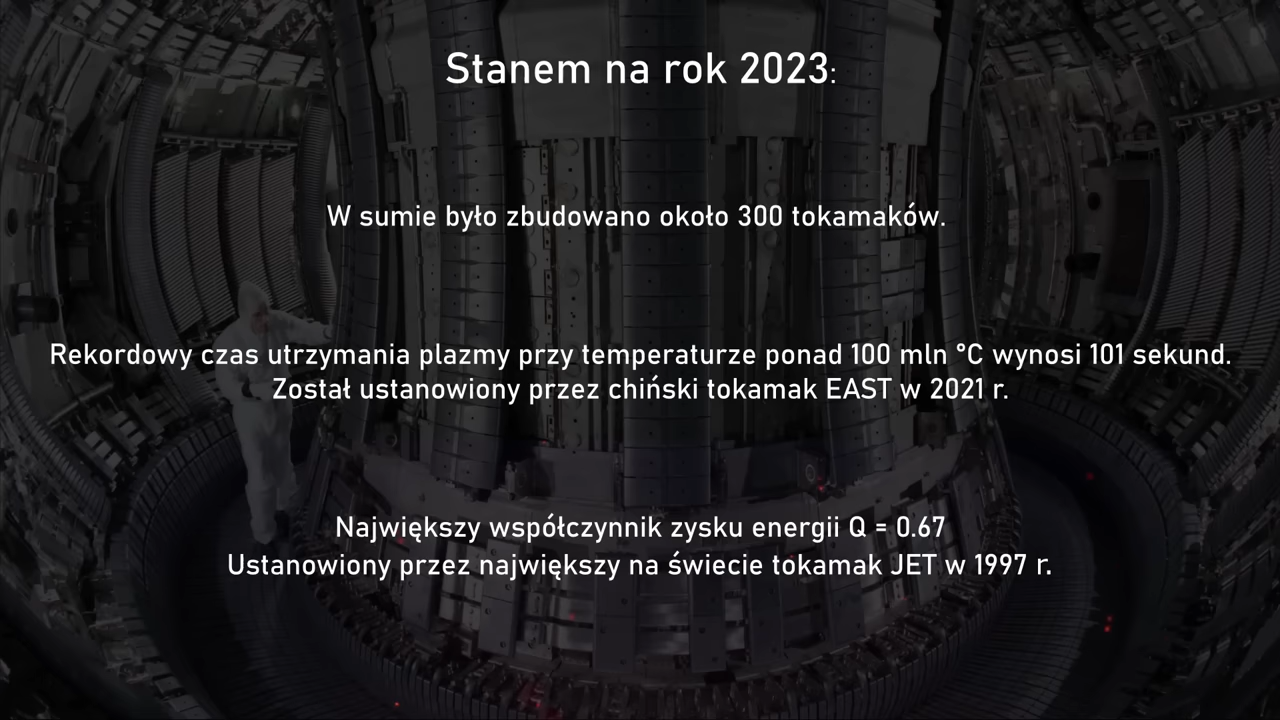 Stanem na rok 2023:
W sumie było zbudowano około 300 tokamaków.
Rekordowy czas utrzymania plazmy przy temperaturze ponad 100 mln °C wynosi 101 sekund.
Został ustanowiony przez chiński tokamak EAST w 2021 r.
Największy współczynnik zysku energii Q = 0.67
Ustanowiony przez największy na świecie tokamak JET w 1997 r.